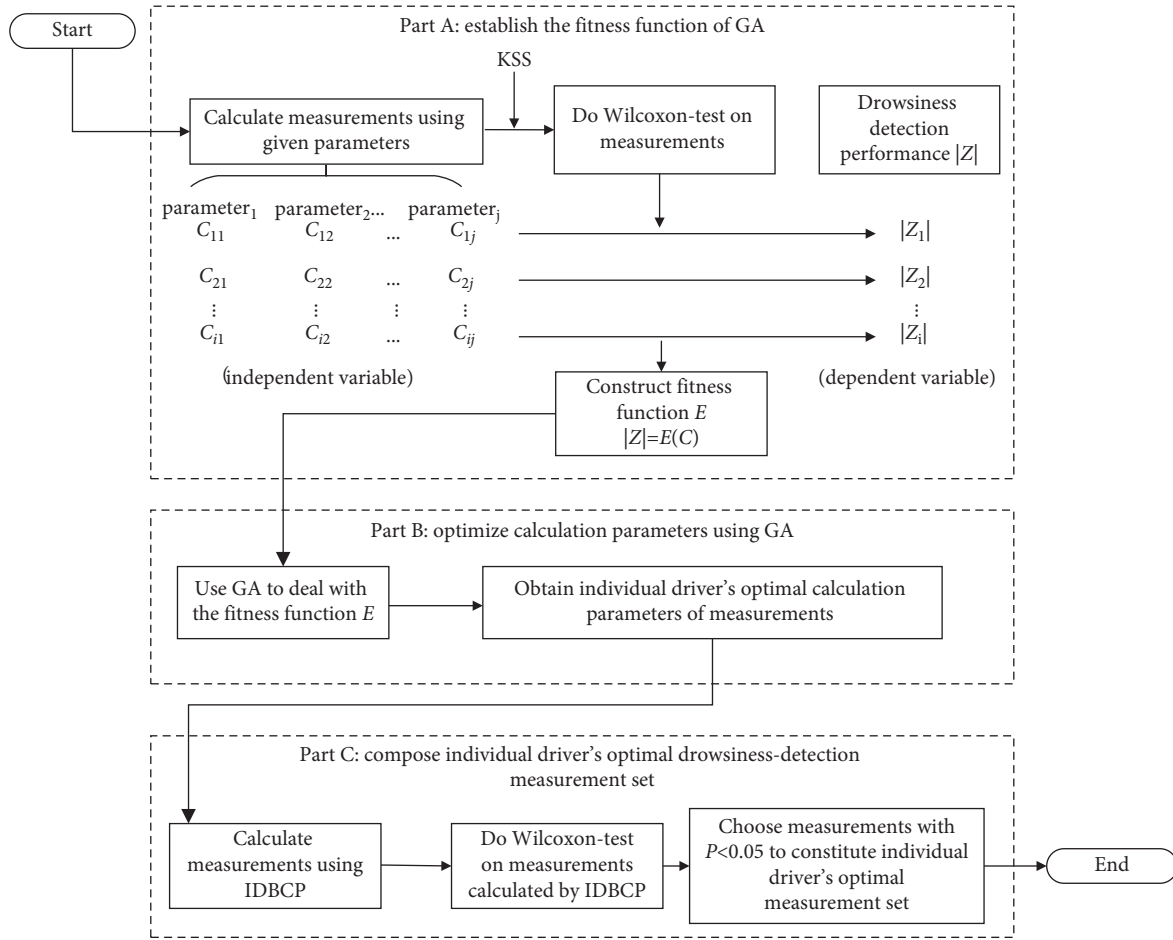 Start
Part A: establish the fitness function of GA
KSS
Calculate measurements using
given parameters
Do Wilcoxon-test on
measurements
Drowsiness
detection
performance |Z|
parameter₁ parameter₂... parameterⱼ
C₁₁ C₁₂ ... C₁ⱼ |Z₁|
C₂₁ C₂₂ ... C₂ⱼ |Z₂|
⋮ ⋮ ⋮ ⋮ ⋮
Cᵢ₁ Cᵢ₂ ... Cᵢⱼ |Zᵢ|
(independent variable) (dependent variable)
Construct fitness
function E
|Z|=E(C)
Part B: optimize calculation parameters using GA
Use GA to deal with
the fitness function E
Obtain individual driver's optimal calculation
parameters of measurements
Part C: compose individual driver's optimal drowsiness-detection
measurement set
Calculate
measurements using
IDBCP
Do Wilcoxon-test
on measurements
calculated by IDBCP
Choose measurements with
P<0.05 to constitute individual
driver's optimal
measurement set
End